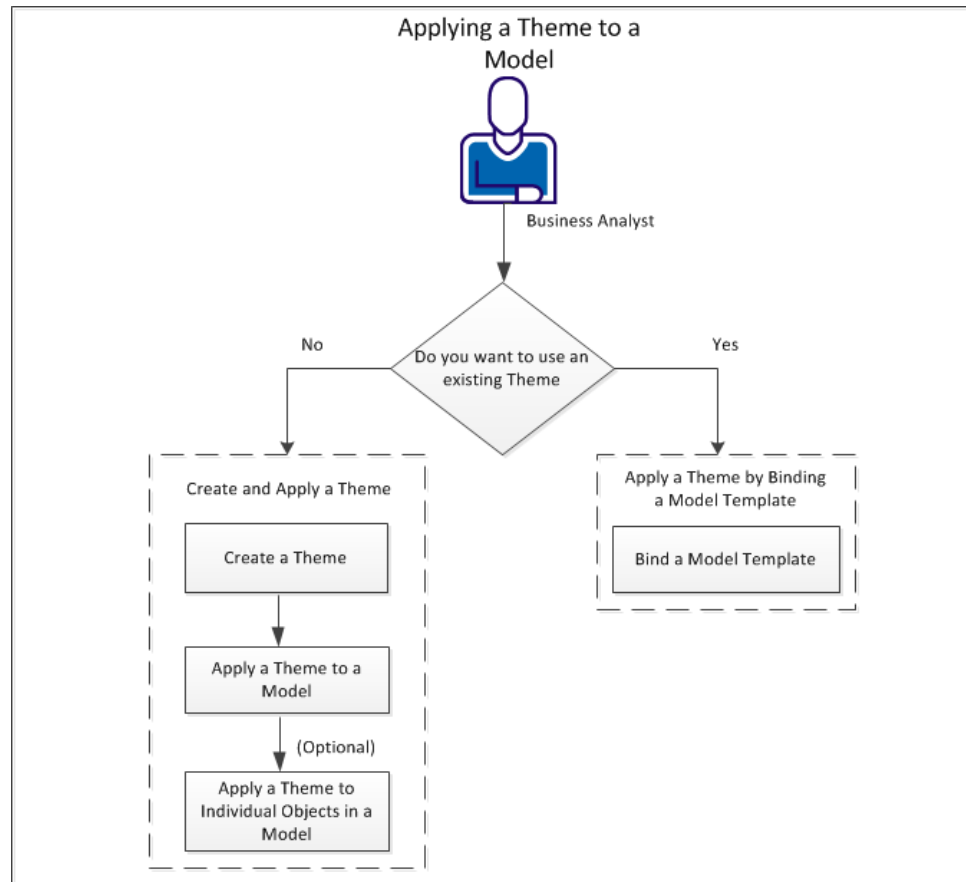 Applying a Theme to a
Model
Business Analyst
No
Yes
Do you want to use an
existing Theme
Create and Apply a Theme
Create a Theme
Apply a Theme to a
Model
(Optional)
Apply a Theme to
Individual Objects in a
Model
Apply a Theme by Binding
a Model Template
Bind a Model Template